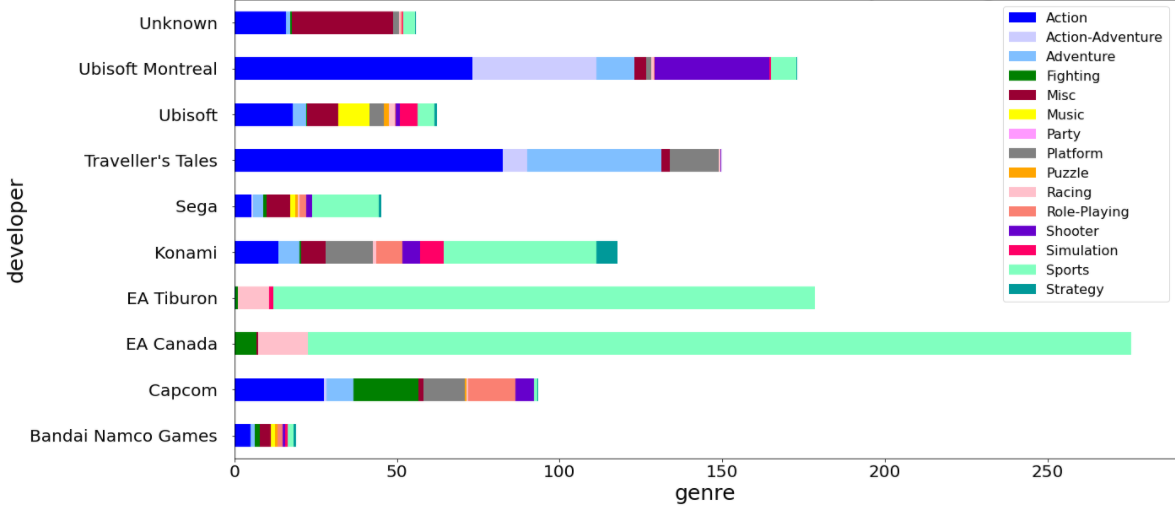 Unknown
Ubisoft Montreal
Ubisoft
Traveller's Tales
Sega
Konami
EA Tiburon
EA Canada
Capcom
Bandai Namco Games
developer
0 50 100 150 200 250
genre
Action
Action-Adventure
Adventure
Fighting
Misc
Music
Party
Platform
Puzzle
Racing
Role-Playing
Shooter
Simulation
Sports
Strategy